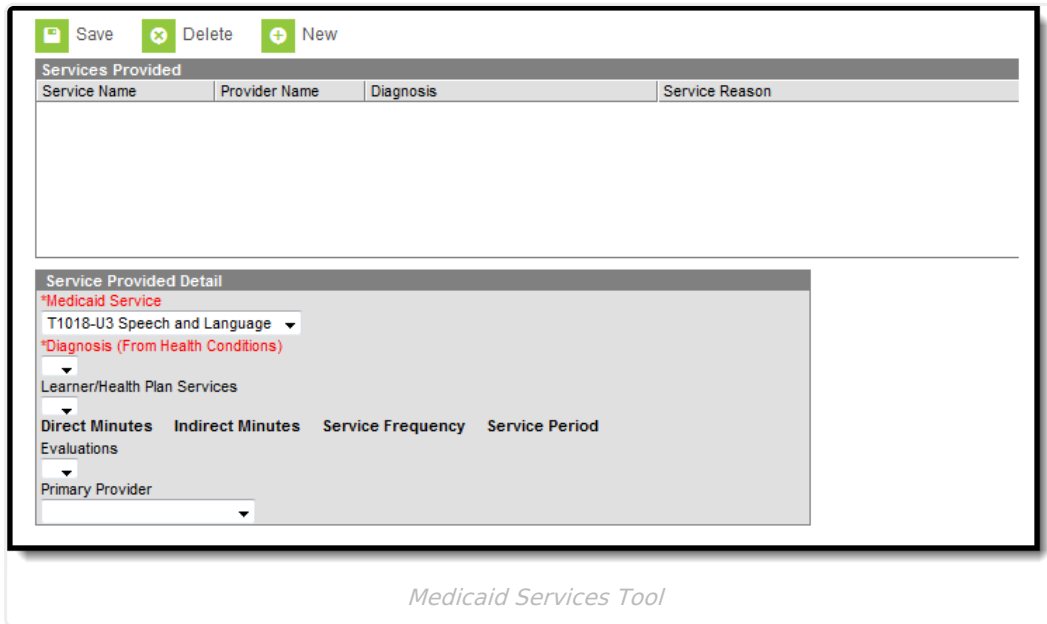 Save Delete New
Services Provided
Service Name Provider Name Diagnosis Service Reason
Service Provided Detail
*Medicaid Service
T1018-U3 Speech and Language
*Diagnosis (From Health Conditions)
Learner/Health Plan Services
Direct Minutes Indirect Minutes Service Frequency Service Period
Evaluations
Primary Provider
Medicaid Services Tool